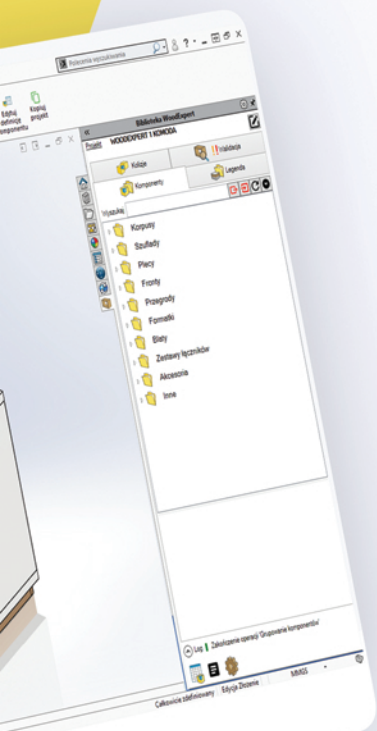 Polecenia wyszukiwania
Edytuj definicję komponentu
Kopiuj projekt
Biblioteka WoodExpert
Projekt WOODEXPERT 1 KOMODA
Kolizje
!! Walidacja
Komponenty
Legenda
Wyszukaj
Korpusy
Szuflady
Plecy
Fronty
Przegrody
Formatki
Blaty
Zestawy łączników
Akcesoria
Inne
Log Zakończenie operacji 'Grupowanie komponentów'
Całkowicie zdefiniowany Edycja Złożenie MMGS